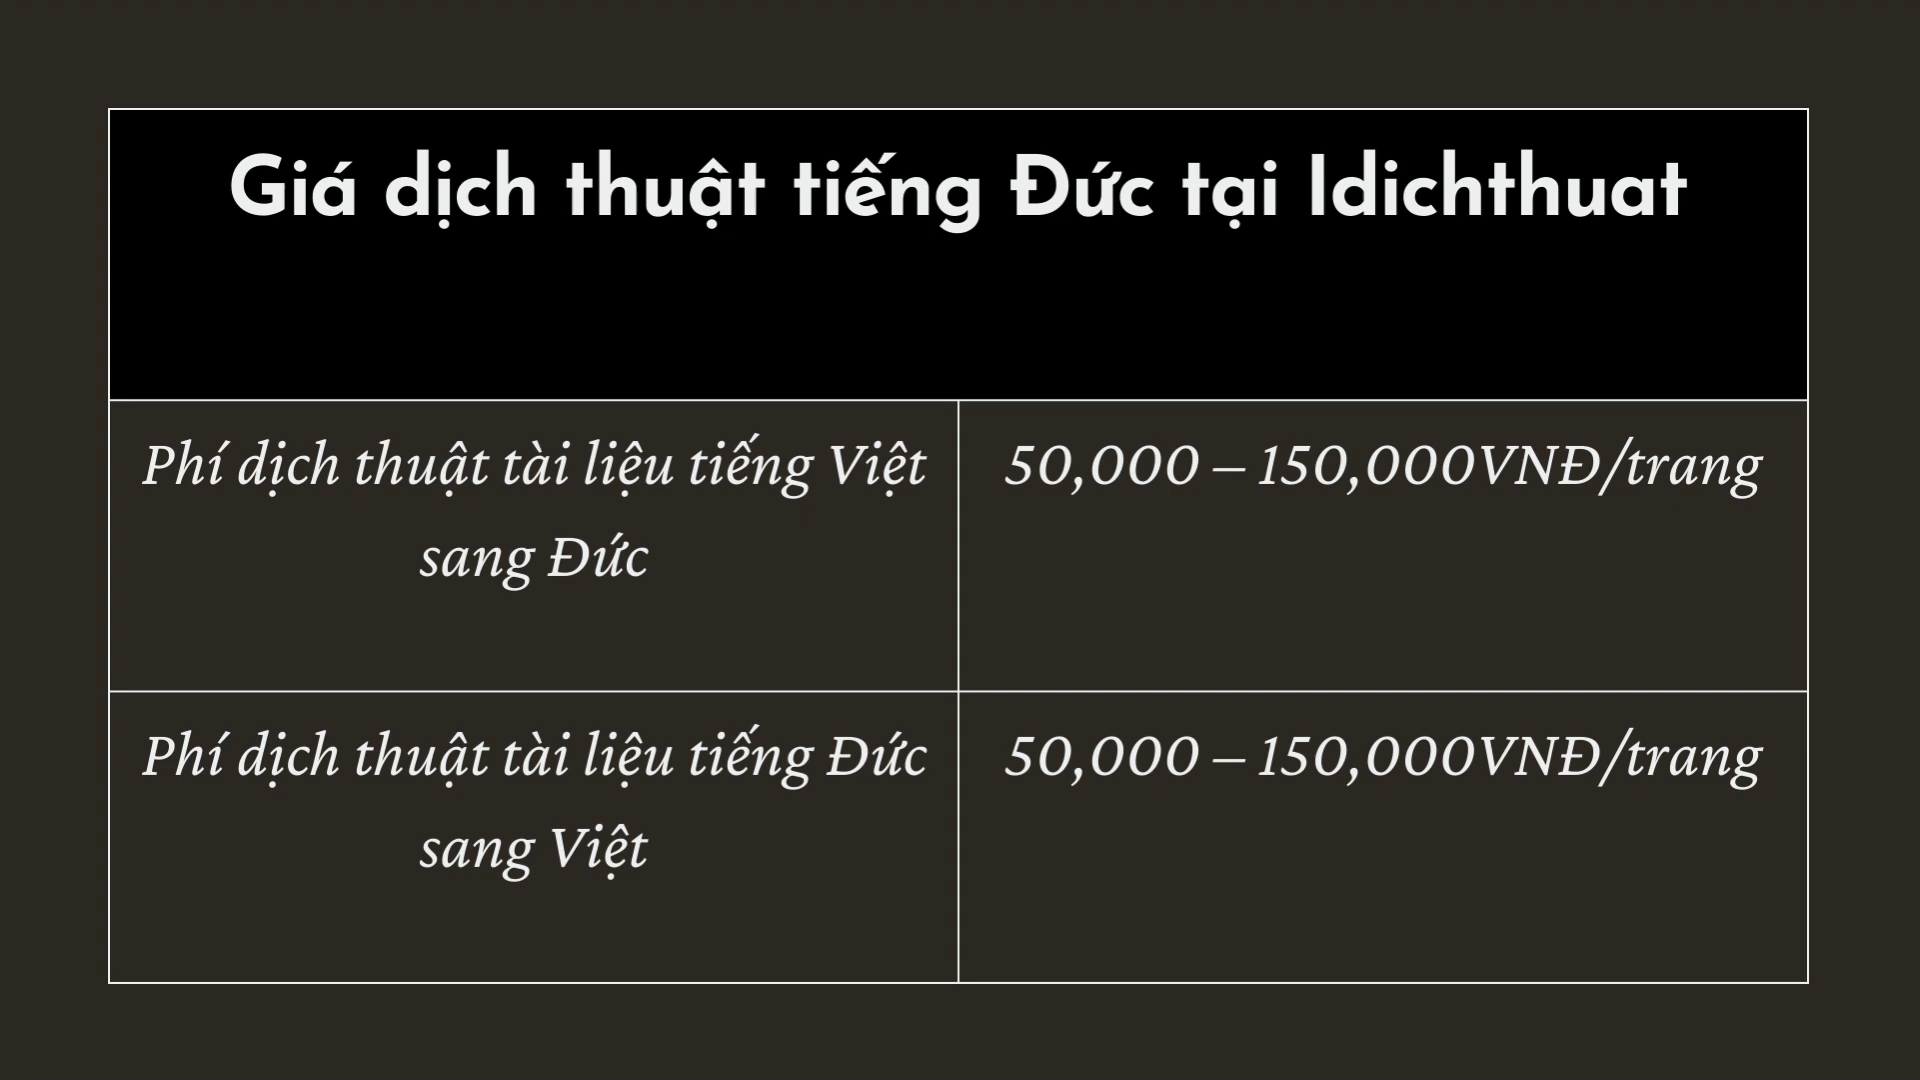 Giá dịch thuật tiếng Đức tại Idichthuat
Phí dịch thuật tài liệu tiếng Việt
sang Đức
50,000 – 150,000VNĐ/trang
Phí dịch thuật tài liệu tiếng Đức
sang Việt
50,000 – 150,000VNĐ/trang